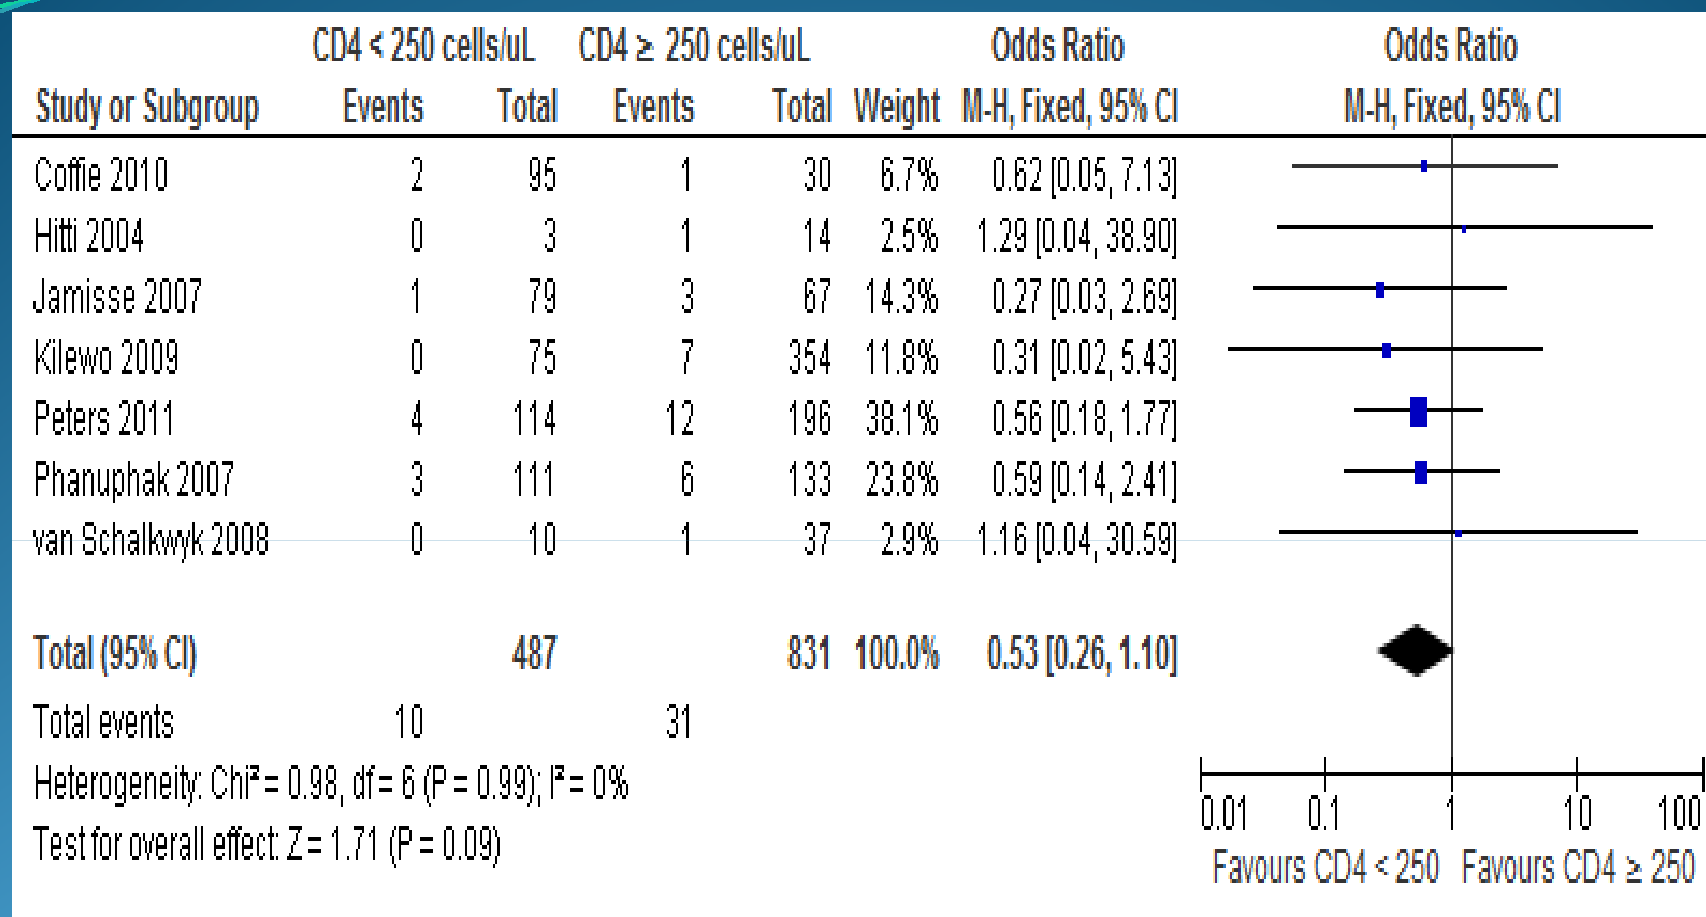 CD4 < 250 cells/uL CD4 ≥ 250 cells/uL Odds Ratio Odds Ratio
Study or Subgroup Events Total Events Total Weight M-H, Fixed, 95% CI M-H, Fixed, 95% CI
Coffie 2010 2 95 1 30 6.7% 0.62 [0.05, 7.13]
Hitti 2004 0 3 1 14 2.5% 1.29 [0.04, 38.90]
Jamisse 2007 1 79 3 67 14.3% 0.27 [0.03, 2.69]
Kilewo 2009 0 75 7 354 11.8% 0.31 [0.02, 5.43]
Peters 2011 4 114 12 196 38.1% 0.56 [0.18, 1.77]
Phanuphak 2007 3 111 6 133 23.8% 0.59 [0.14, 2.41]
van Schalkwyk 2008 0 10 1 37 2.9% 1.16 [0.04, 30.59]
Total (95% CI) 487 831 100.0% 0.53 [0.26, 1.10]
Total events 10 31
Heterogeneity: Chi² = 0.98, df = 6 (P = 0.99); I² = 0%
Test for overall effect: Z = 1.71 (P = 0.09)
0.01 0.1 1 10 100
Favours CD4 < 250 Favours CD4 ≥ 250